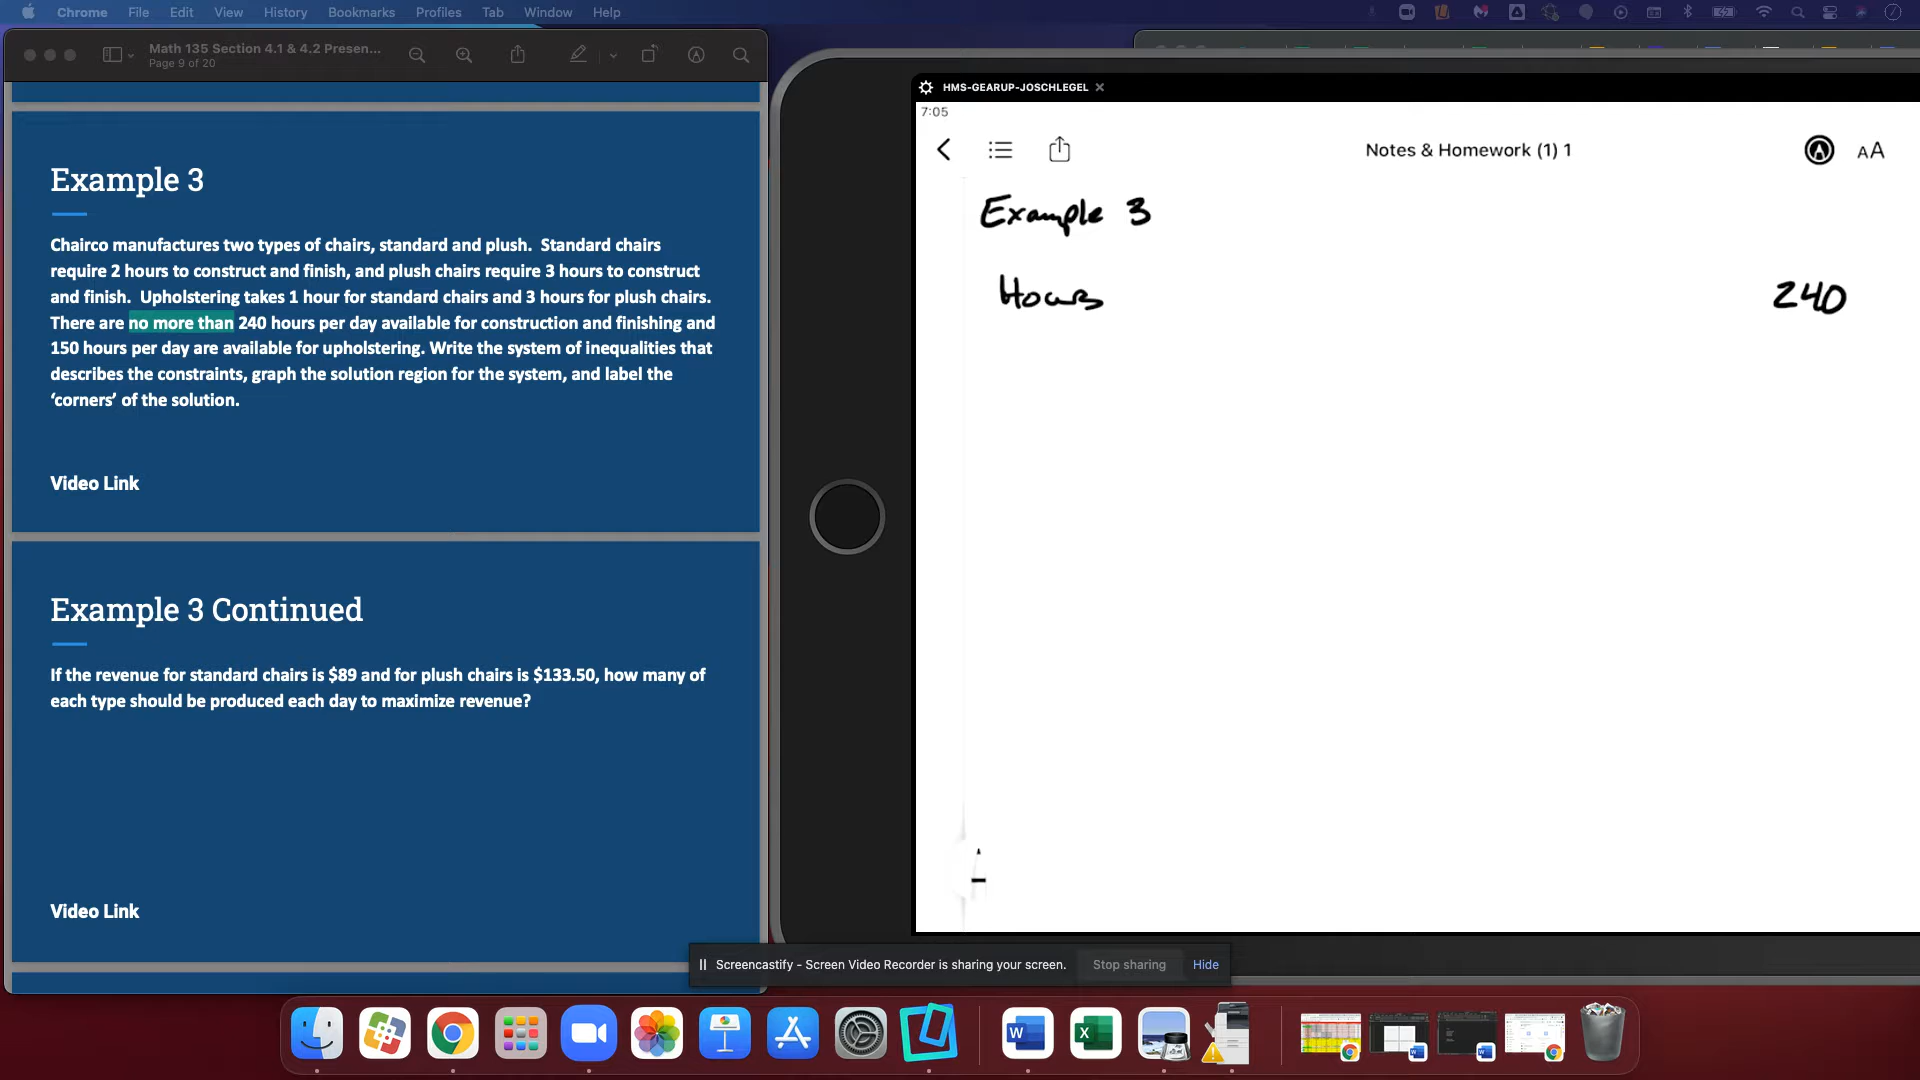 Chrome File Edit View History Bookmarks Profiles Tab Window Help
Math 135 Section 4.1 & 4.2 Presen...
Page 9 of 20
Example 3
Chairco manufactures two types of chairs, standard and plush. Standard chairs
require 2 hours to construct and finish, and plush chairs require 3 hours to construct
and finish. Upholstering takes 1 hour for standard chairs and 3 hours for plush chairs.
There are no more than 240 hours per day available for construction and finishing and
150 hours per day are available for upholstering. Write the system of inequalities that
describes the constraints, graph the solution region for the system, and label the
‘corners’ of the solution.
Video Link
Example 3 Continued
If the revenue for standard chairs is $89 and for plush chairs is $133.50, how many of
each type should be produced each day to maximize revenue?
Video Link
HMS-GEARUP-JOSCHLEGEL
7:05
Notes & Homework (1) 1
AA
Example 3
Hours 240
Screencastify - Screen Video Recorder is sharing your screen. Stop sharing Hide